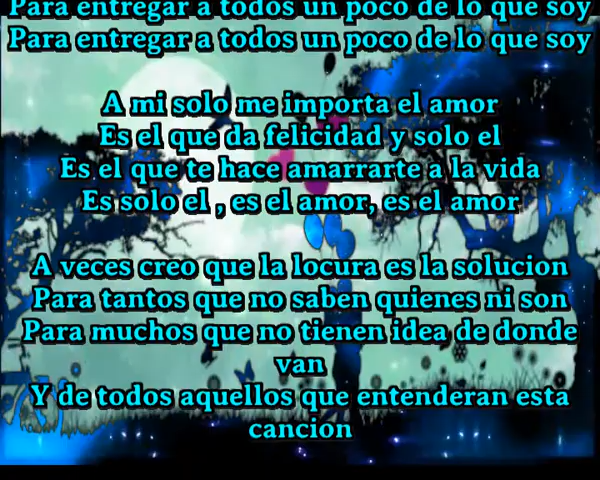 Para entregar a todos un poco de lo que soy
Para entregar a todos un poco de lo que soy
A mi solo me importa el amor
Es el que da felicidad y solo el
Es el que te hace amarrarte a la vida
Es solo el , es el amor, es el amor
A veces creo que la locura es la solucion
Para tantos que no saben quienes ni son
Para muchos que no tienen idea de donde
van
Y de todos aquellos que entenderan esta
cancion